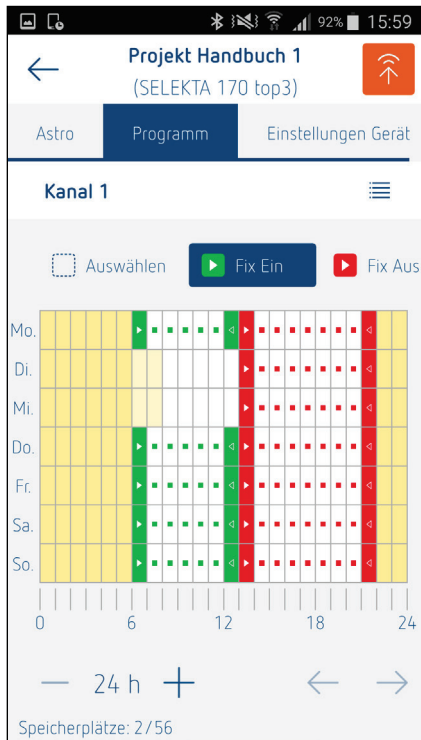 92% 15:59
Projekt Handbuch 1
(SELEKTA 170 top3)
Astro Programm Einstellungen Gerät
Kanal 1
Auswählen Fix Ein Fix Aus
Mo.
Di.
Mi.
Do.
Fr.
Sa.
So.
0 6 12 18 24
24 h
Speicherplätze: 2/56